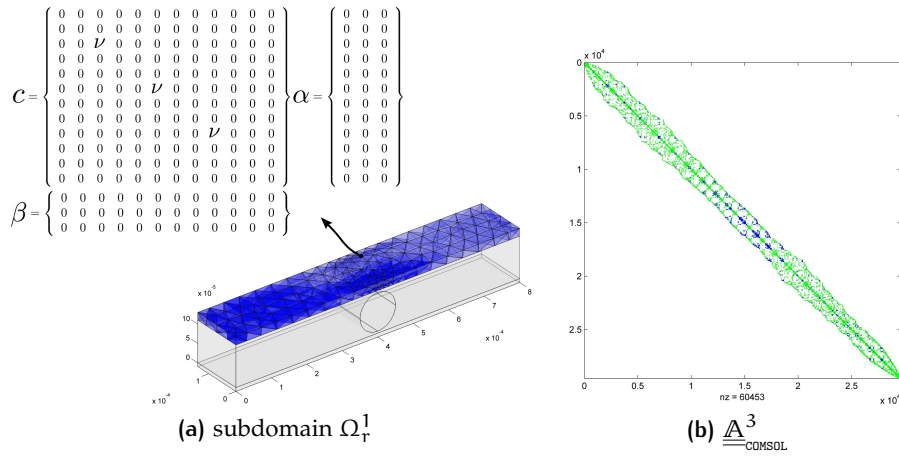 0 0 0 0 0 0 0 0 0 0 0 0 0 0 0
0 0 0 0 0 0 0 0 0 0 0 0 0 0 0
0 0 ν 0 0 0 0 0 0 0 0 0 0 0 0
0 0 0 0 0 0 0 0 0 0 0 0 0 0 0
0 0 0 0 0 0 0 0 0 0 0 0 0 0 0
c = 0 0 0 0 0 ν 0 0 0 0 0 0 α = 0 0 0
0 0 0 0 0 0 0 0 0 0 0 0 0 0 0
0 0 0 0 0 0 0 0 0 0 0 0 0 0 0
0 0 0 0 0 0 0 0 ν 0 0 0 0 0 0
0 0 0 0 0 0 0 0 0 0 0 0 0 0 0
0 0 0 0 0 0 0 0 0 0 0 0 0 0 0
0 0 0 0 0 0 0 0 0 0 0 0 0 0 0
0 0 0 0 0 0 0 0 0 0 0 0
β = 0 0 0 0 0 0 0 0 0 0 0 0
0 0 0 0 0 0 0 0 0 0 0 0
x 10⁻⁵
10
5
0
1
0
x 10⁻⁴
0
1
2
3
4
5
6
7
8
x 10⁻⁴
(a) subdomain Ω_r^1
x 10⁴
0
0.5
1
1.5
2
2.5
0 0.5 1 1.5 2 2.5
nz = 60453
x 10⁴
(b) 𝔸^3_COMSOL